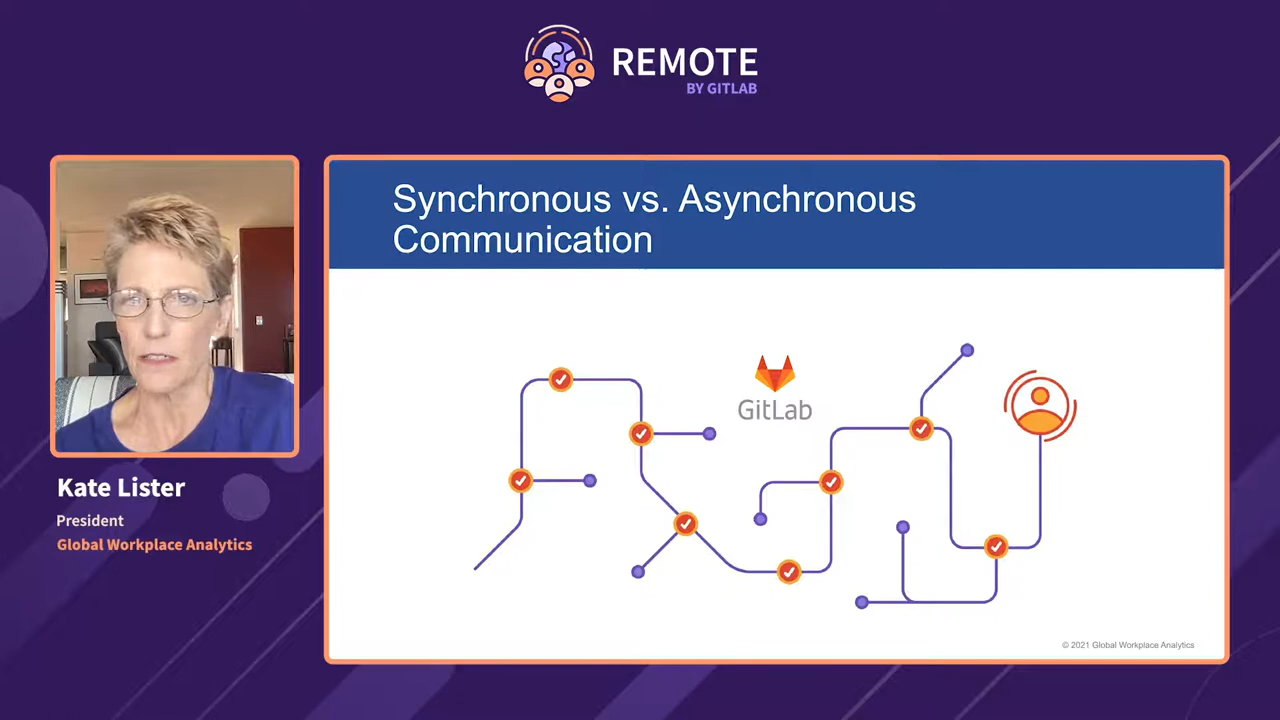 REMOTE
BY GITLAB
Synchronous vs. Asynchronous
Communication
GitLab
Kate Lister
President
Global Workplace Analytics
© 2021 Global Workplace Analytics